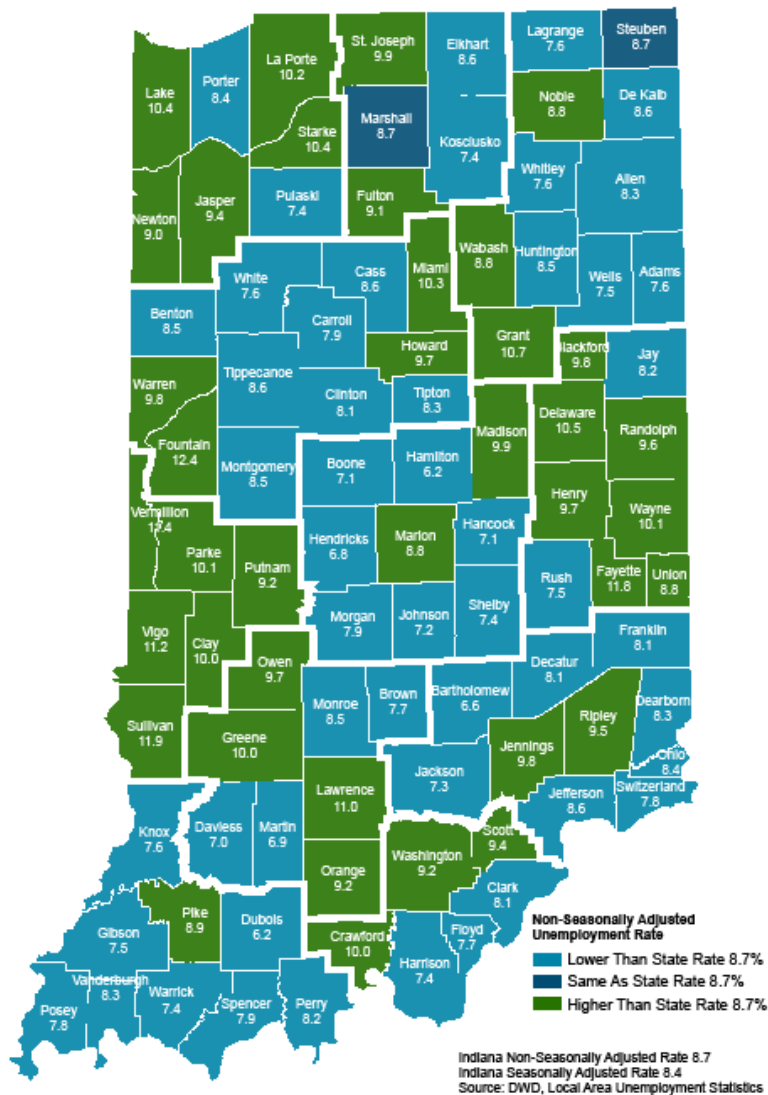 St. Joseph
9.9
Elkhart
8.6
Lagrange
7.6
Steuben
8.7
La Porte
10.2
Porter
8.4
Lake
10.4
Noble
8.8
De Kalb
8.6
Marshall
8.7
Starke
10.4
Kosciusko
7.4
Whitley
7.6
Allen
8.3
Newton
9.0
Jasper
9.4
Pulaski
7.4
Fulton
9.1
Wabash
8.8
Huntington
8.5
Miami
10.3
White
7.6
Cass
8.6
Wells
7.5
Adams
7.6
Benton
8.5
Carroll
7.9
Howard
9.7
Grant
10.7
Blackford
9.8
Jay
8.2
Warren
9.8
Tippecanoe
8.6
Clinton
8.1
Tipton
8.3
Delaware
10.5
Randolph
9.6
Madison
9.9
Fountain
12.4
Montgomery
8.5
Boone
7.1
Hamilton
6.2
Henry
9.7
Wayne
10.1
Vermillion
Parke
10.1
Putnam
9.2
Hendricks
6.8
Marion
8.8
Hancock
7.1
Rush
7.5
Fayette
11.8
Union
8.8
Vigo
11.2
Clay
10.0
Morgan
7.9
Johnson
7.2
Shelby
7.4
Franklin
8.1
Owen
9.7
Decatur
8.1
Monroe
8.5
Brown
7.7
Bartholomew
6.6
Dearborn
8.3
Sullivan
11.9
Greene
10.0
Ripley
9.5
Jennings
9.8
Ohio
8.4
Lawrence
11.0
Jackson
7.3
Jefferson
8.6
Switzerland
7.8
Knox
7.6
Daviess
7.0
Martin
6.9
Scott
9.4
Washington
9.2
Orange
9.2
Clark
8.1
Pike
8.9
Dubois
6.2
Gibson
7.5
Crawford
10.0
Floyd
7.7
Harrison
7.4
Vanderburgh
8.3
Warrick
7.4
Spencer
7.9
Perry
8.2
Posey
7.8
Non-Seasonally Adjusted
Unemployment Rate
Lower Than State Rate 8.7%
Same As State Rate 8.7%
Higher Than State Rate 8.7%
Indiana Non-Seasonally Adjusted Rate 8.7
Indiana Seasonally Adjusted Rate 8.4
Source: DWD, Local Area Unemployment Statistics